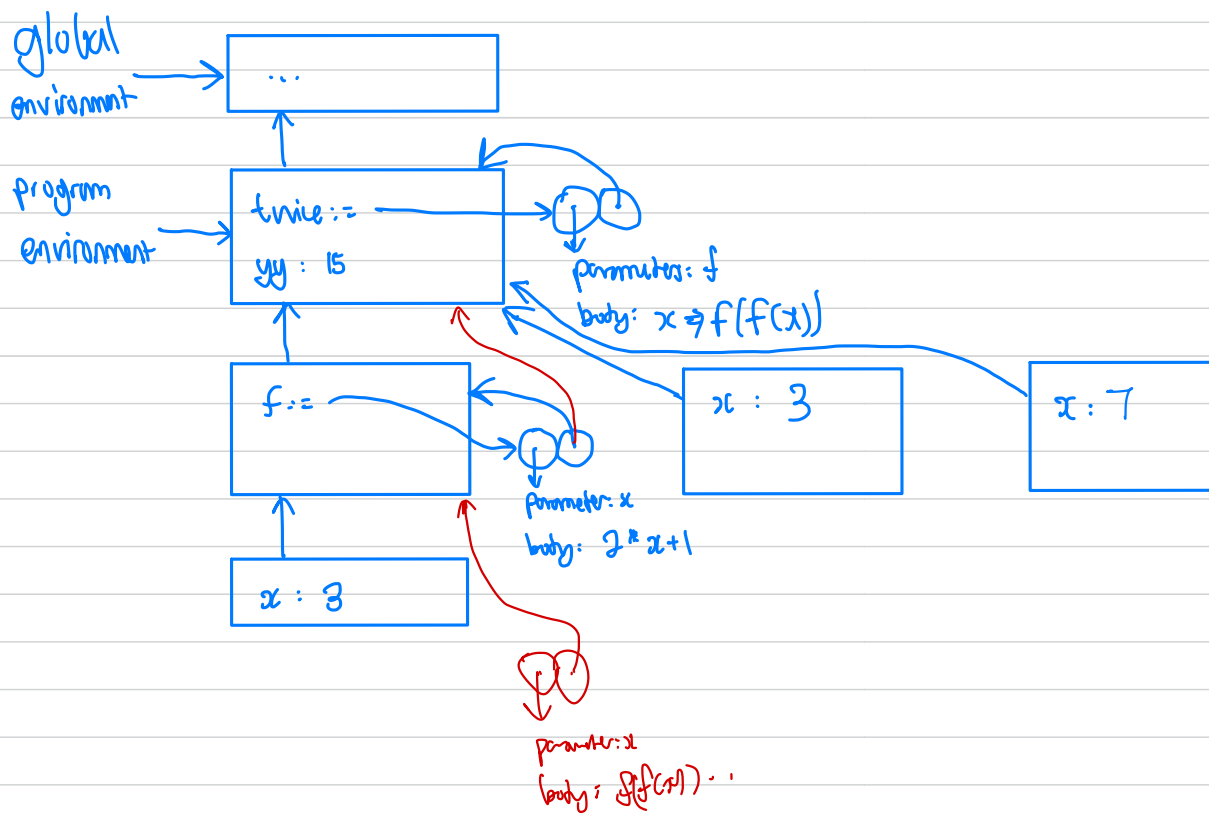 global
environment
...
program
environment
twice :=
yy : 15
parameters: f
body: x ⇒ f(f(x))
f :=
x : 3
x : 7
parameter: x
body: 2 * x + 1
x : 3
parameter: x
body: f(f(x)) ..